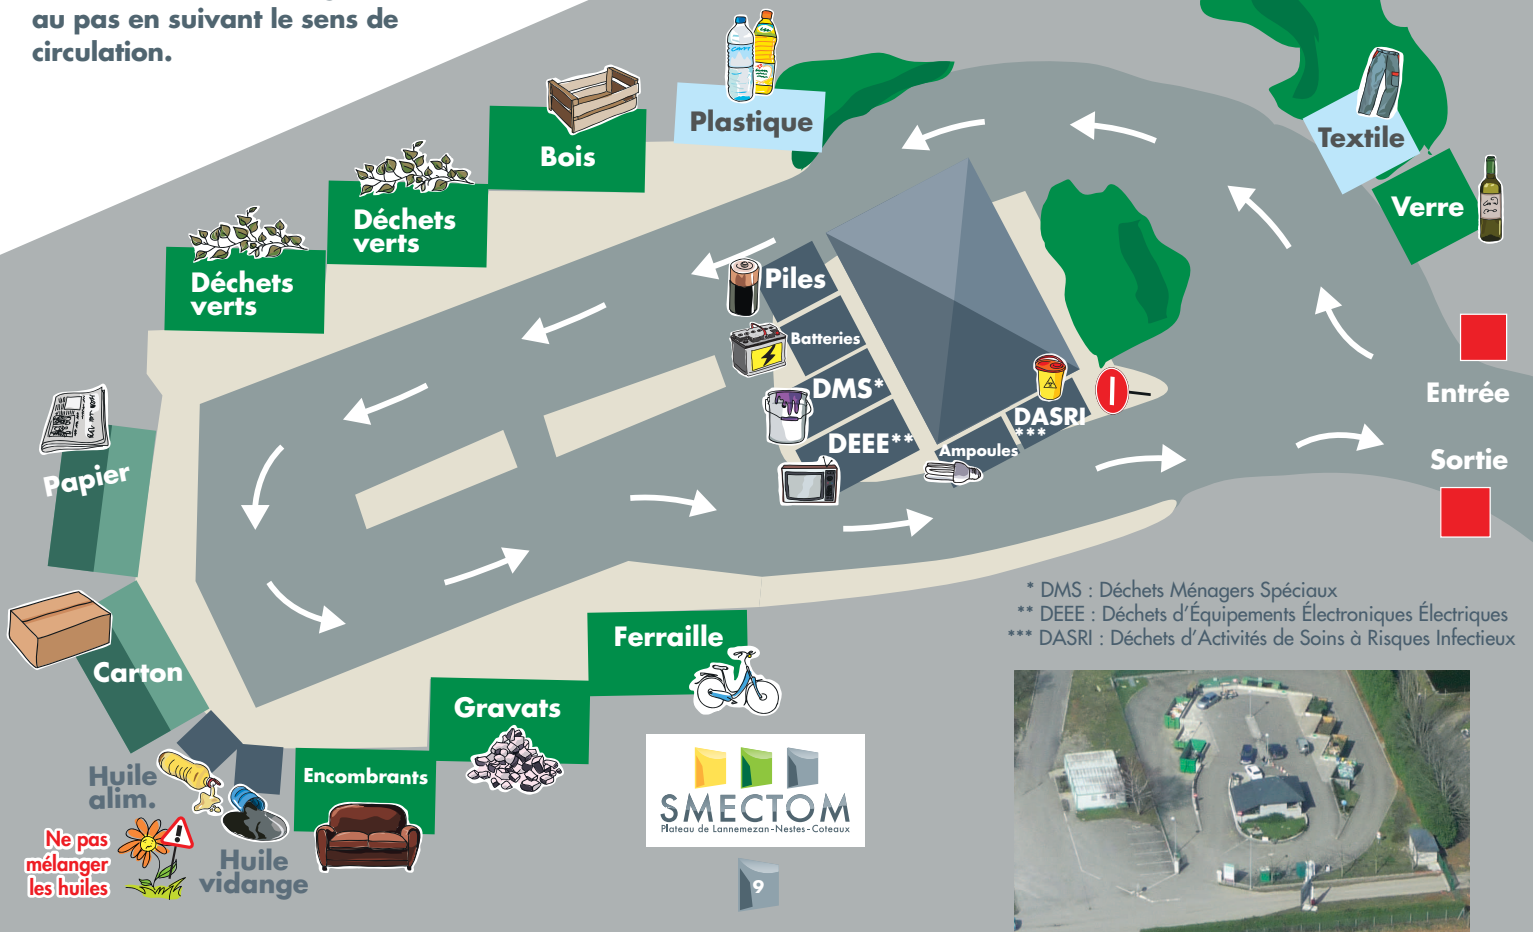 au pas en suivant le sens de
circulation.
Plastique
Textile
Bois
Verre
Déchets
verts
Déchets
verts
Piles
Batteries
DMS*
DEEE**
DASRI
***
Ampoules
Entrée
Sortie
Papier
Carton
Ferraille
Gravats
Encombrants
Huile
alim.
Huile
vidange
Ne pas
mélanger
les huiles
* DMS : Déchets Ménagers Spéciaux
** DEEE : Déchets d'Équipements Électroniques Électriques
*** DASRI : Déchets d'Activités de Soins à Risques Infectieux
SMECTOM
Plateau de Lannemezan-Nestes-Coteaux
9